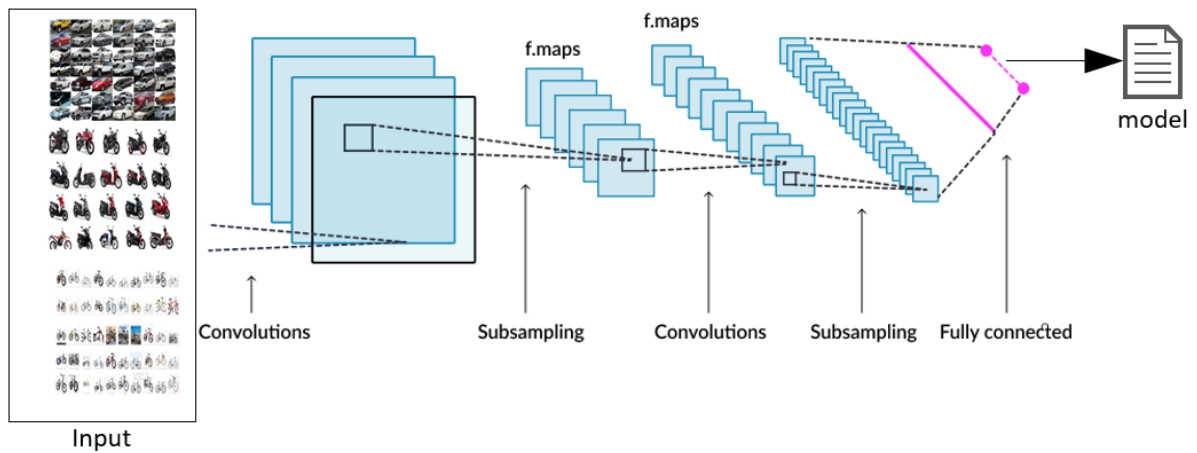 f.maps
f.maps
model
Convolutions
Subsampling
Convolutions
Subsampling
Fully connected
Input